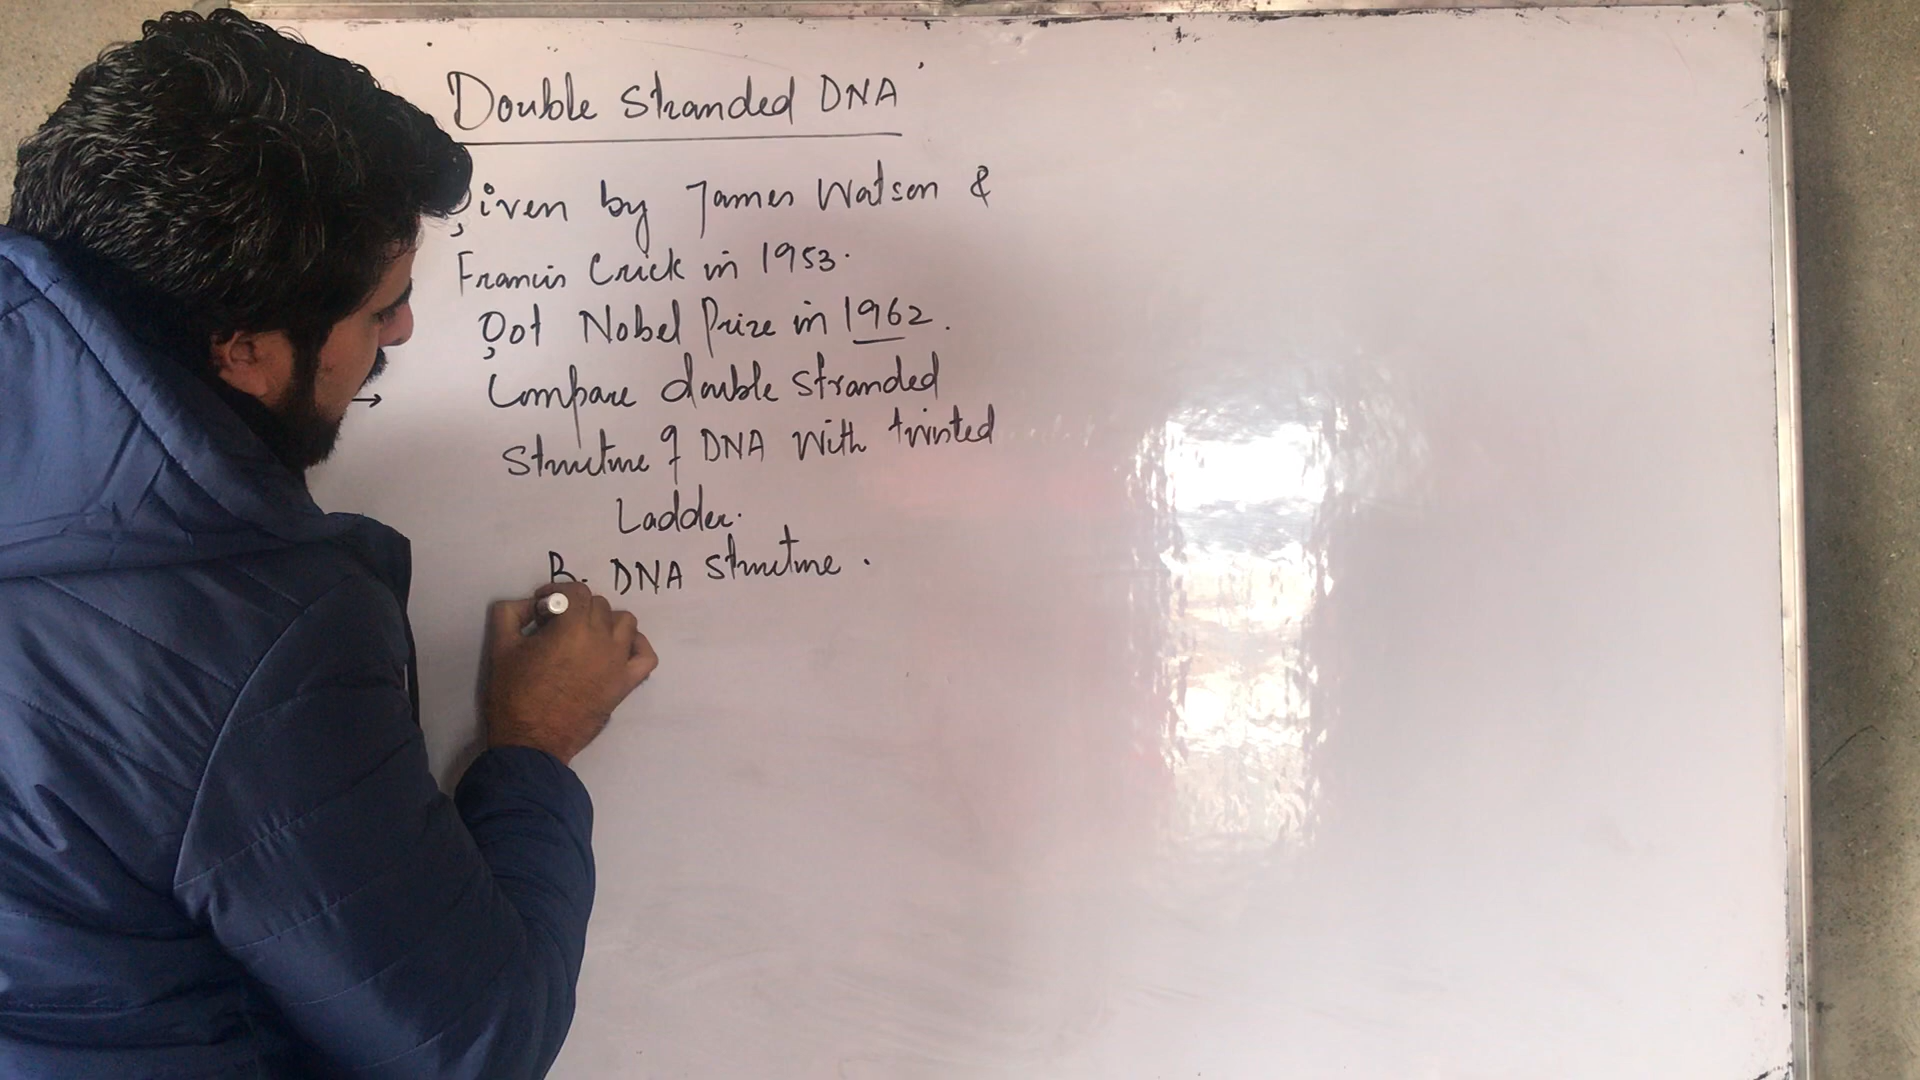 Double Stranded DNA
Given by James Watson &
Francis Crick in 1953.
Got Nobel Prize in 1962.
→ Compare double stranded
structure of DNA with twisted
Ladder.
B. DNA structure.